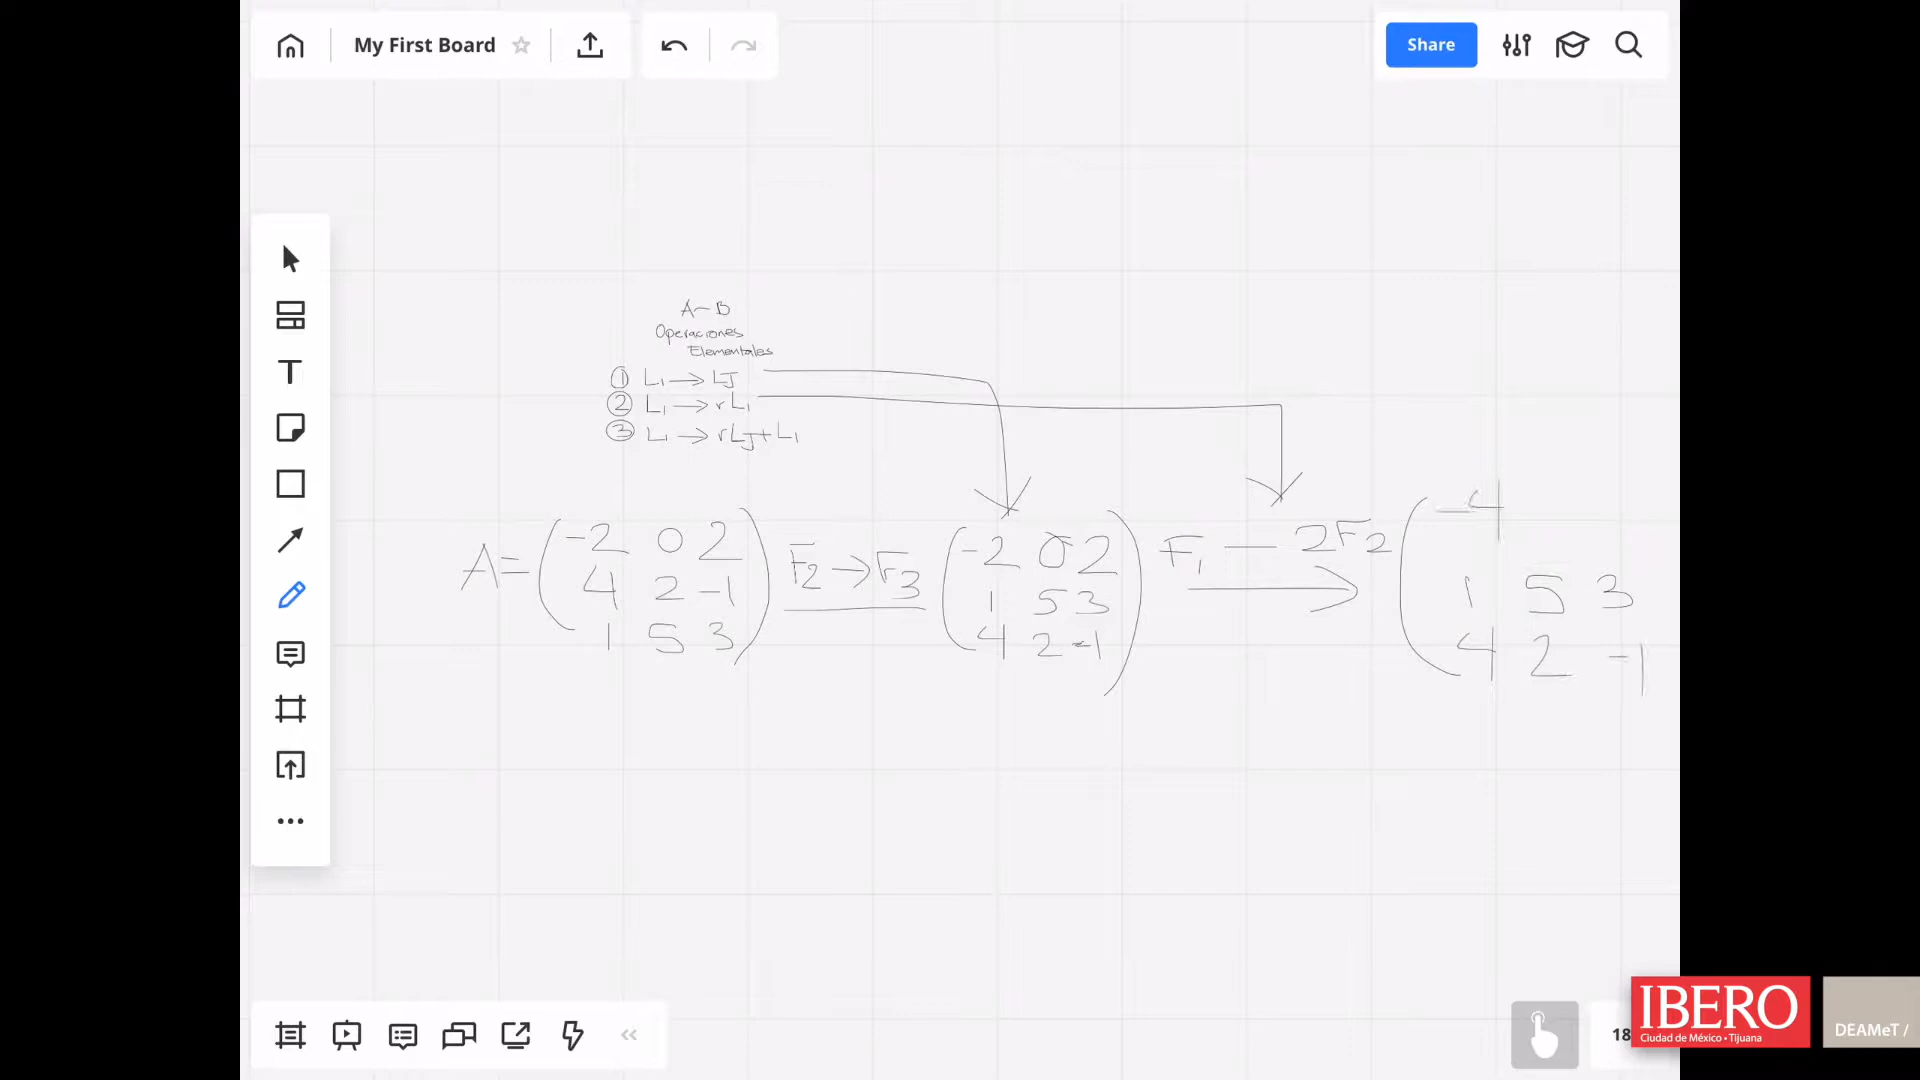 My First Board
Share
A~B
Operaciones
Elementales
① L₁ → LJ
② L₁ → rL₁
③ L₁ → rLJ+L₁
A= ( -2 0 2 ) F₂ → F₃ ( -2 0 2 ) F₁ — 2F₂ ( -4
4 2 -1
1 5 3
1 5 3
4 2 -1
1 5 3
4 2 -1
18
IBERO
Ciudad de México • Tijuana
DEAMeT /